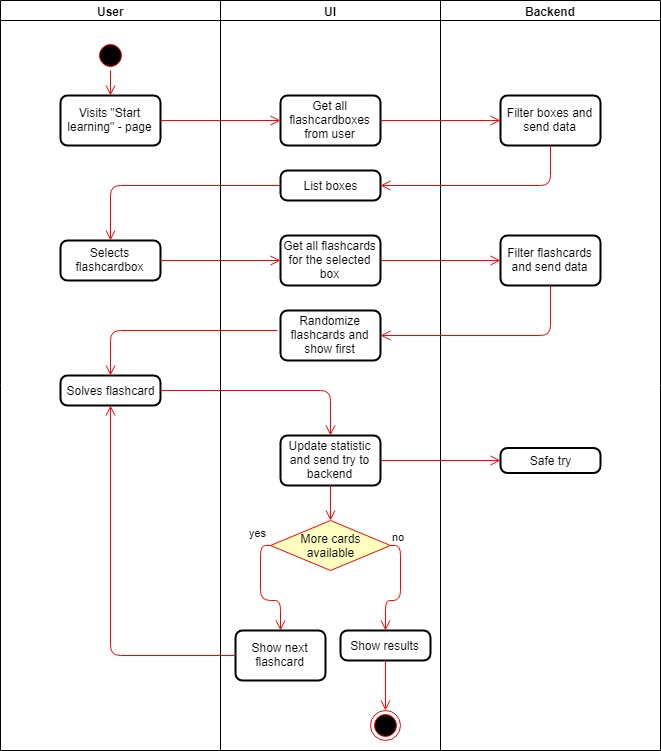 User
UI
Backend
Visits "Start
learning" - page
Get all
flashcardboxes
from user
Filter boxes and
send data
List boxes
Selects
flashcardbox
Get all flashcards
for the selected
box
Filter flashcards
and send data
Randomize
flashcards and
show first
Solves flashcard
Update statistic
and send try to
backend
Safe try
yes
More cards
available
no
Show next
flashcard
Show results